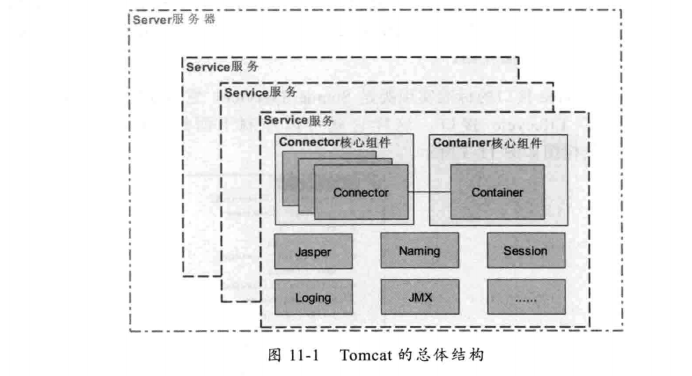 Server服务器
Service服务
Service服务
Service服务
Connector核心组件
Container核心组件
Connector
Container
Jasper
Naming
Session
Loging
JMX
......
图 11-1 Tomcat 的总体结构